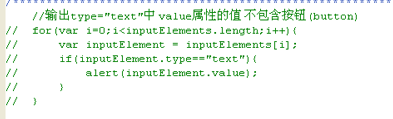 /******************************************************
//输出type="text"中 value属性的值 不包含按钮(button)
// for(var i=0;i<inputElements.length;i++){
//     var inputElement = inputElements[i];
//     if(inputElement.type=="text"){
//         alert(inputElement.value);
//     }
// }